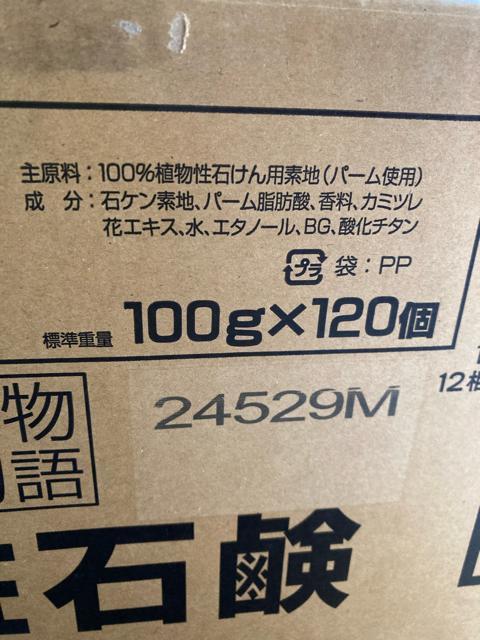 主原料：100%植物性石けん用素地（パーム使用）
成　分：石ケン素地、パーム脂肪酸、香料、カミツレ
花エキス、水、エタノール、BG、酸化チタン
プラ 袋：PP
標準重量 100g×120個
12
物
語
24529M
性石鹸